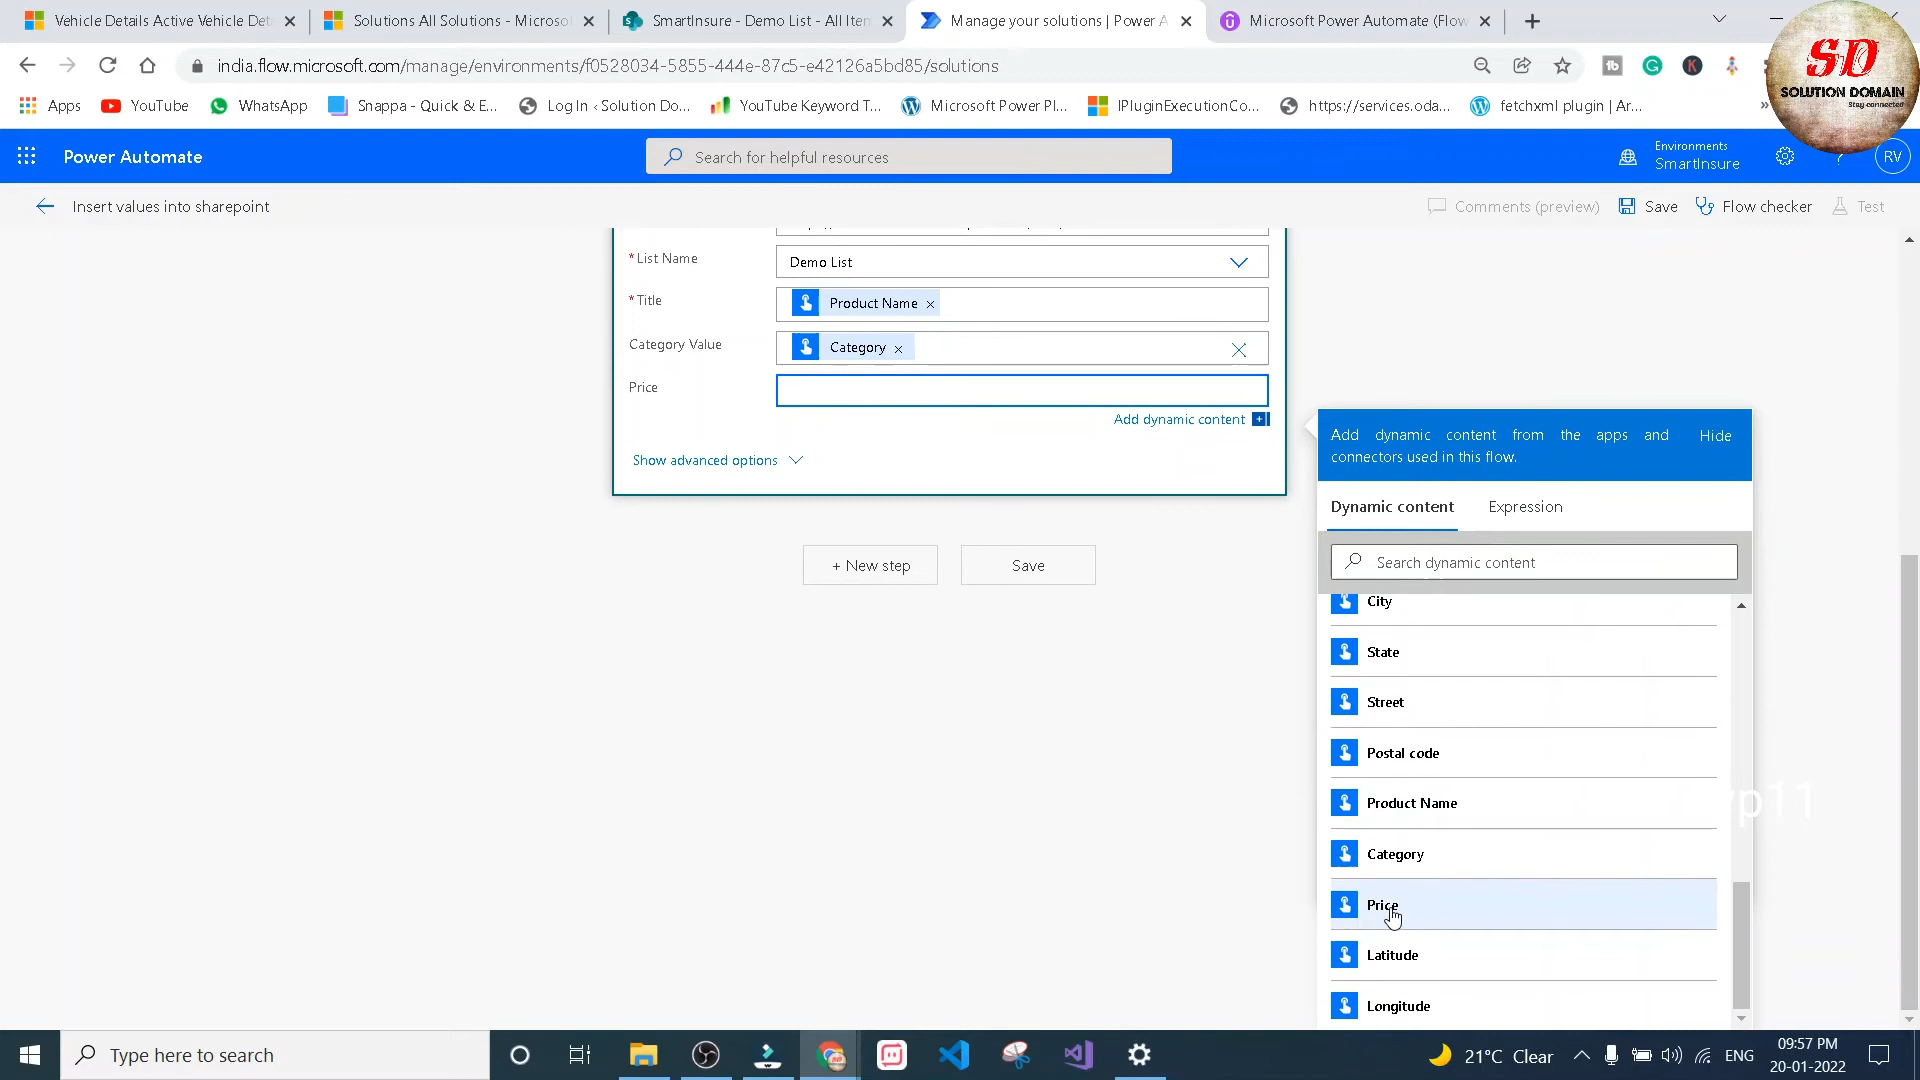 Vehicle Details Active Vehicle Det
Solutions All Solutions - Microso
SmartInsure - Demo List - All Iten
Manage your solutions | Power A
Microsoft Power Automate (Flow
india.flow.microsoft.com/manage/environments/f0528034-5855-444e-87c5-e42126a5bd85/solutions
Apps
YouTube
WhatsApp
Snappa - Quick & E...
Log In ‹ Solution Do...
YouTube Keyword T...
Microsoft Power Pl...
IPluginExecutionCo...
https://services.oda...
fetchxml plugin | Ar...
»
SD
SOLUTION DOMAIN
Stay connected
Power Automate
Search for helpful resources
Environments
SmartInsure
?
RV
Insert values into sharepoint
Comments (preview)
Save
Flow checker
Test
*List Name
Demo List
*Title
Product Name
Category Value
Category
Price
Add dynamic content
Show advanced options
+ New step
Save
Add dynamic content from the apps and
connectors used in this flow.
Hide
Dynamic content
Expression
Search dynamic content
City
State
Street
Postal code
Product Name
Category
Price
Latitude
Longitude
Type here to search
21°C Clear
ENG
09:57 PM
20-01-2022